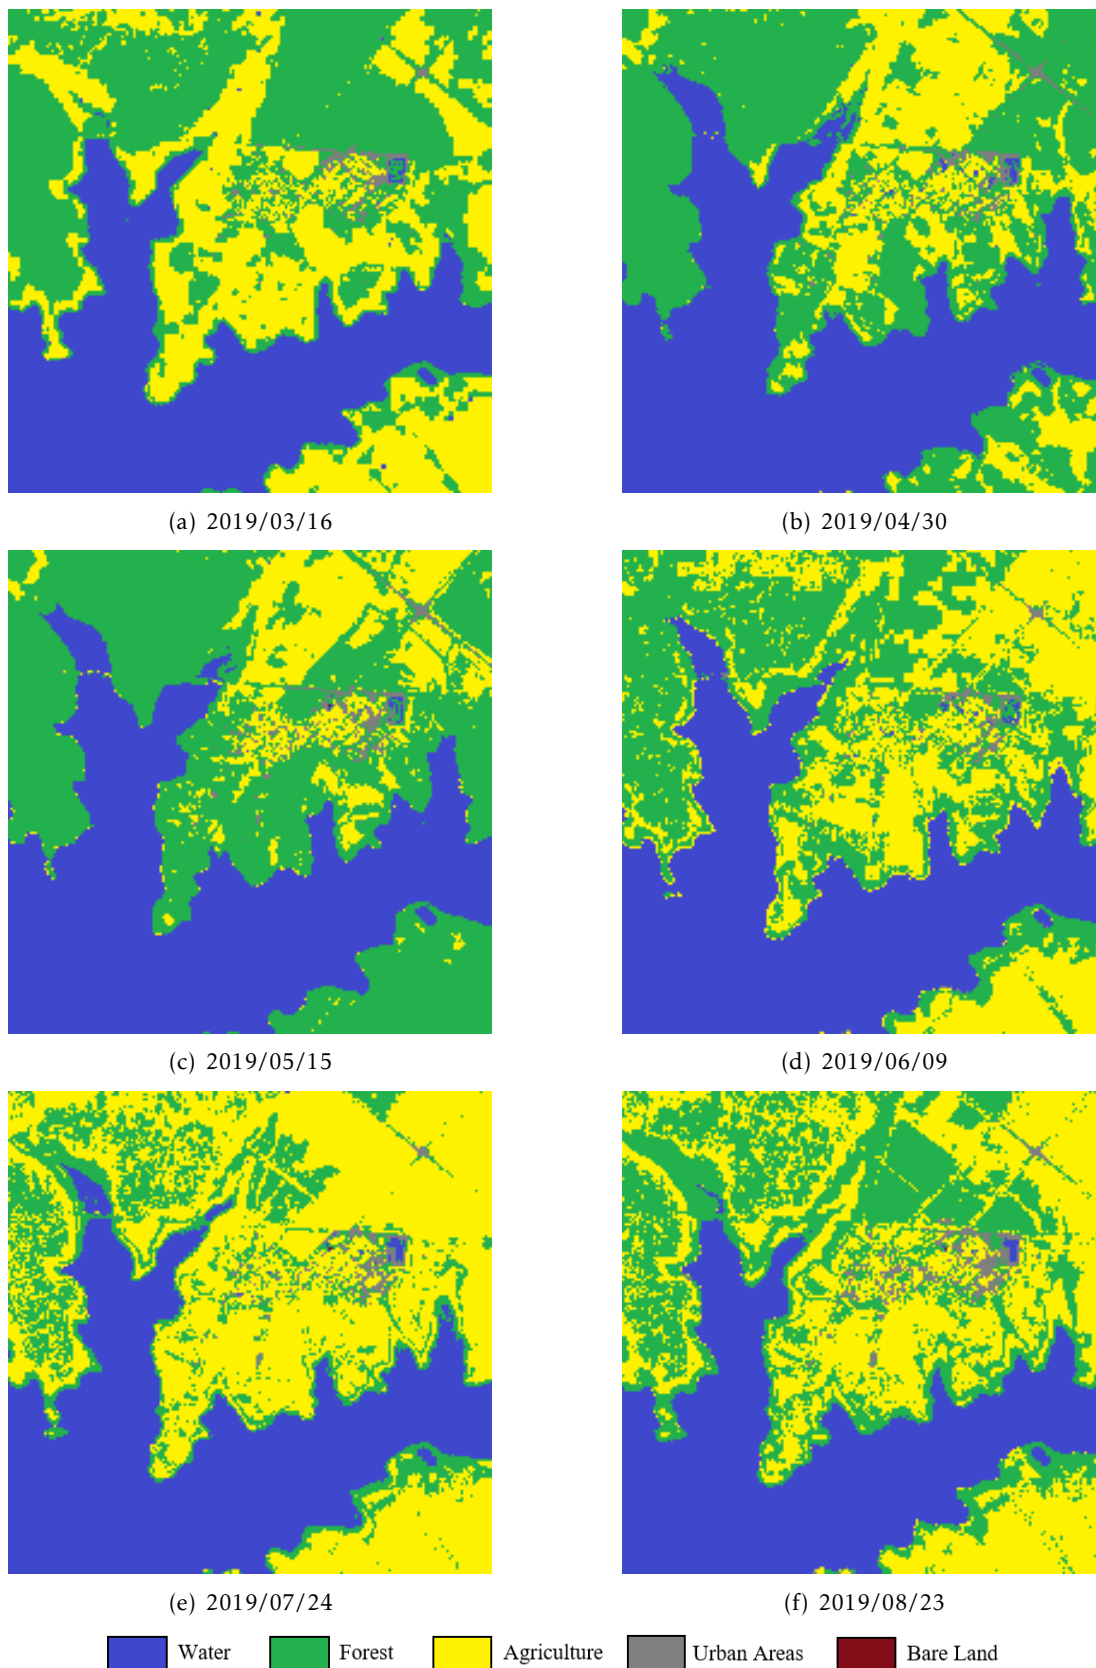 (a) 2019/03/16
(b) 2019/04/30
(c) 2019/05/15
(d) 2019/06/09
(e) 2019/07/24
(f) 2019/08/23
Water Forest Agriculture Urban Areas Bare Land